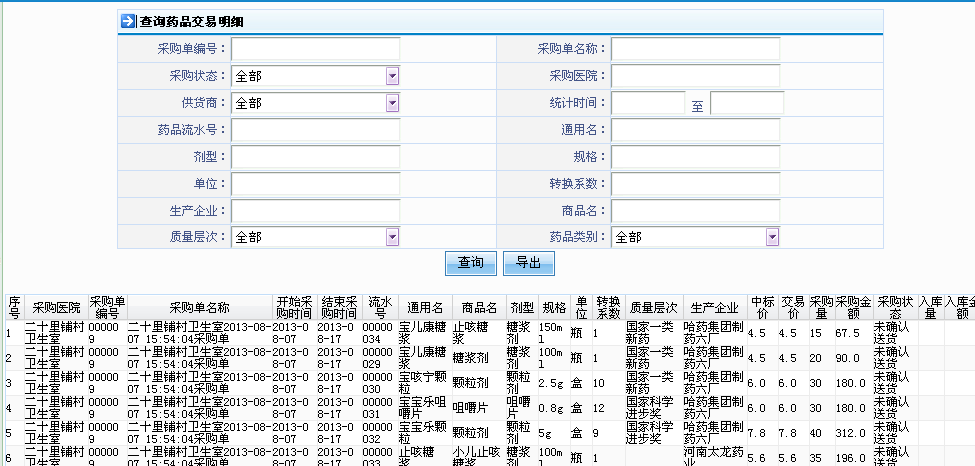 查询药品交易明细
采购单编号： 采购单名称：
采购状态： 全部 采购医院：
供货商： 全部 统计时间： 至
药品流水号： 通用名：
剂型： 规格：
单位： 转换系数：
生产企业： 商品名：
质量层次： 全部 药品类别： 全部
查询 导出
序号 采购医院 采购单编号 采购单名称 开始采购时间 结束采购时间 流水号 通用名 商品名 剂型 规格 单位 转换系数 质量层次 生产企业 中标价 交易价 采购量 采购金额 采购状态 入库量 入库金额
1 二十里铺村卫生室 000009 二十里铺村卫生室2013-08-07 15:54:04采购单 2013-08-07 2013-08-17 00000034 宝儿康糖浆 止咳糖浆 糖浆剂 150ml 瓶 1 国家一类新药 哈药集团制药六厂 4.5 4.5 15 67.5 未确认送货
2 二十里铺村卫生室 000009 二十里铺村卫生室2013-08-07 15:54:04采购单 2013-08-07 2013-08-17 00000029 宝儿康糖浆 糖浆剂 糖浆剂 100ml 瓶 1 国家一类新药 哈药集团制药六厂 4.5 4.5 20 90.0 未确认送货
3 二十里铺村卫生室 000009 二十里铺村卫生室2013-08-07 15:54:04采购单 2013-08-07 2013-08-17 00000030 宝咳宁颗粒 颗粒剂 颗粒剂 2.5g 盒 10 国家一类新药 哈药集团制药六厂 6.0 6.0 30 180.0 未确认送货
4 二十里铺村卫生室 000009 二十里铺村卫生室2013-08-07 15:54:04采购单 2013-08-07 2013-08-17 00000031 宝宝乐咀嚼片 咀嚼片 咀嚼片 0.8g 盒 12 国家科学进步奖 哈药集团制药六厂 6.0 6.0 30 180.0 未确认送货
5 二十里铺村卫生室 000009 二十里铺村卫生室2013-08-07 15:54:04采购单 2013-08-07 2013-08-17 00000032 宝宝乐颗粒 颗粒剂 颗粒剂 5g 盒 9 国家科学进步奖 哈药集团制药六厂 7.8 7.8 40 312.0 未确认送货
6 二十里铺村卫生室 000009 二十里铺村卫生室2013-08-07 15:54:04采购单 2013-08-07 2013-08-17 00000033 止咳糖浆 小儿止咳糖浆 糖浆剂 100ml 瓶 1 河南太龙药业 5.6 5.6 35 196.0 未确认送货